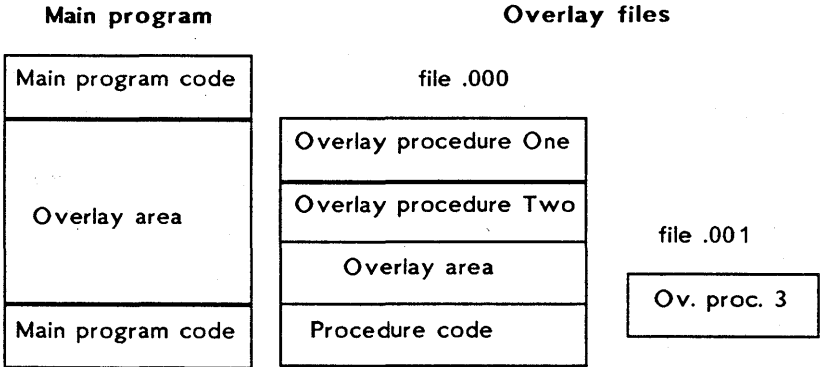 Main program
Overlay files
Main program code
Overlay area
Main program code
file .000
Overlay procedure One
Overlay procedure Two
Overlay area
Procedure code
file .001
Ov. proc. 3